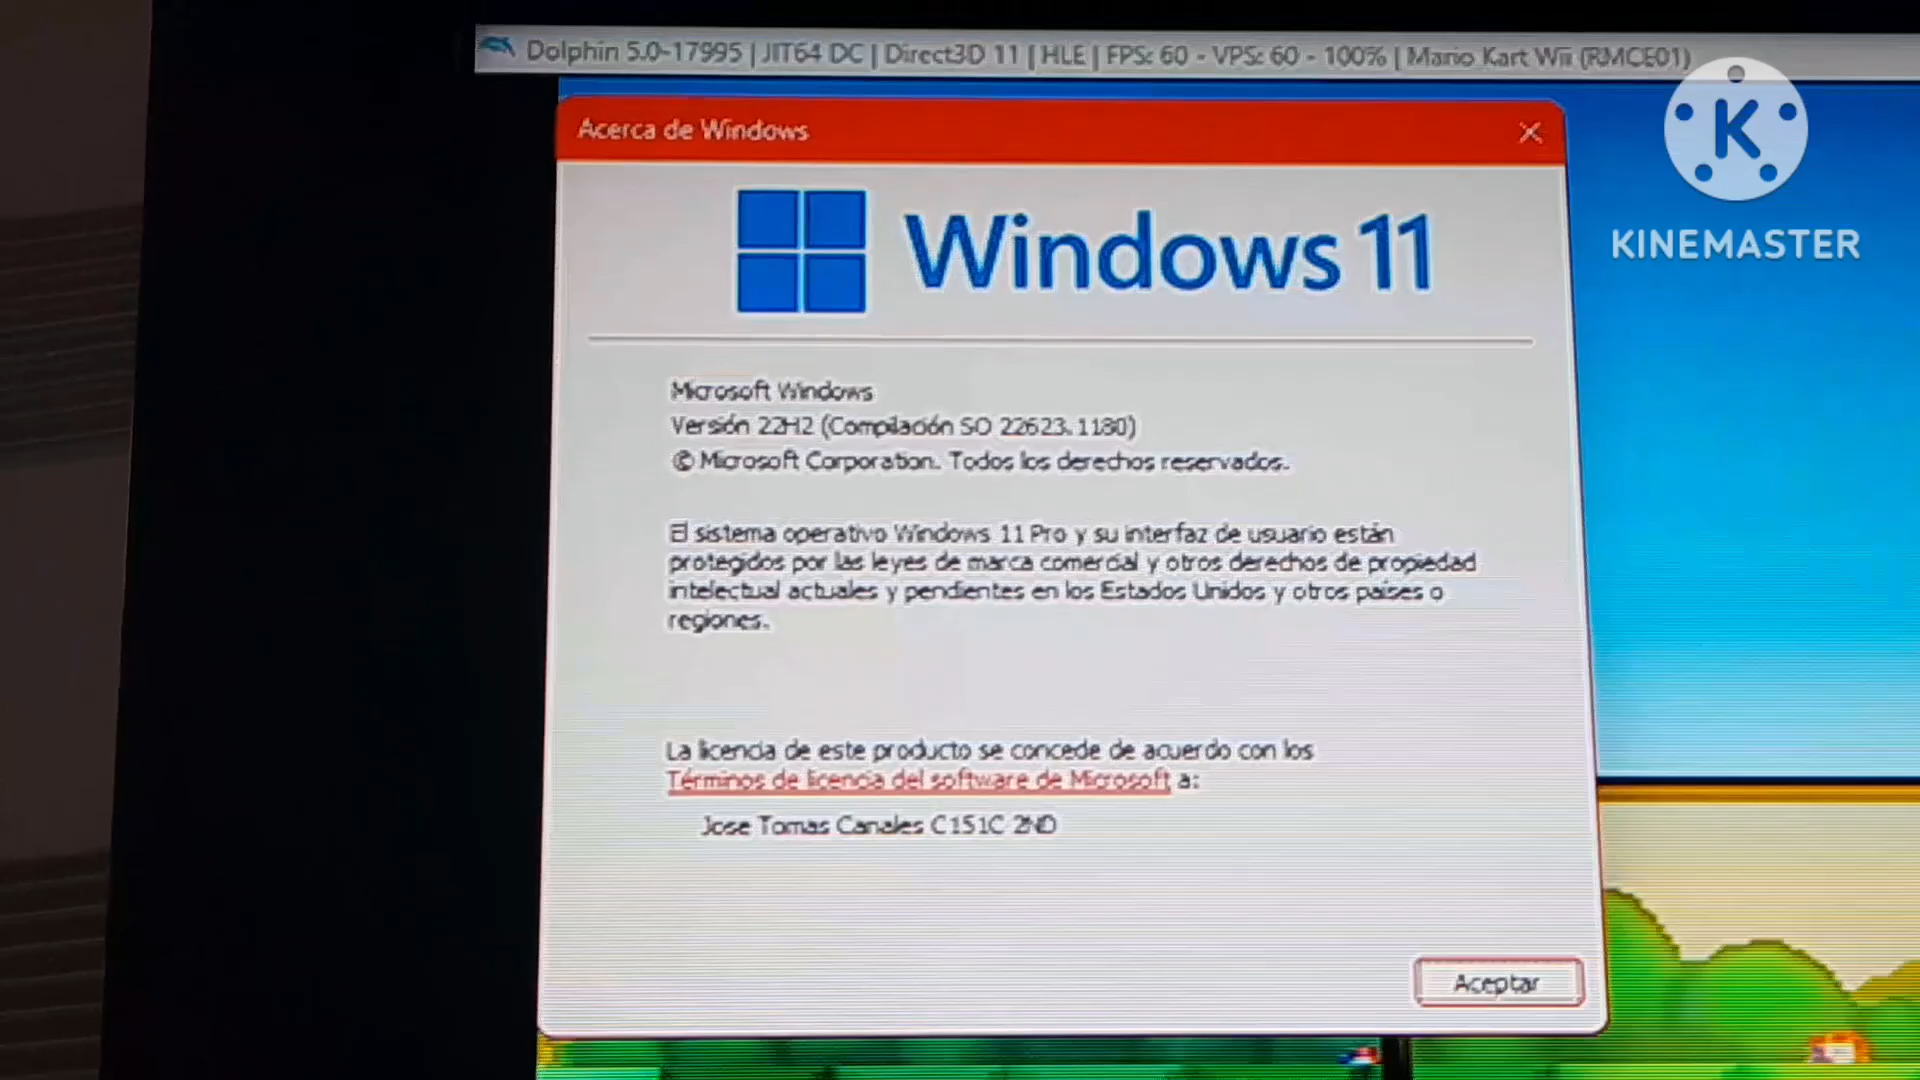 Dolphin 5.0-17995 | JIT64 DC | Direct3D 11 | HLE | FPS: 60 - VPS: 60 - 100% | Mario Kart Wii (RMCE01)
K
KINEMASTER
Acerca de Windows
Windows 11
Microsoft Windows
Versión 22H2 (Compilación SO 22623.1180)
© Microsoft Corporation. Todos los derechos reservados.
El sistema operativo Windows 11 Pro y su interfaz de usuario están
protegidos por las leyes de marca comercial y otros derechos de propiedad
intelectual actuales y pendientes en los Estados Unidos y otros países o
regiones.
La licencia de este producto se concede de acuerdo con los
Términos de licencia del software de Microsoft a:
Jose Tomas Canales C151C 2ND
Aceptar